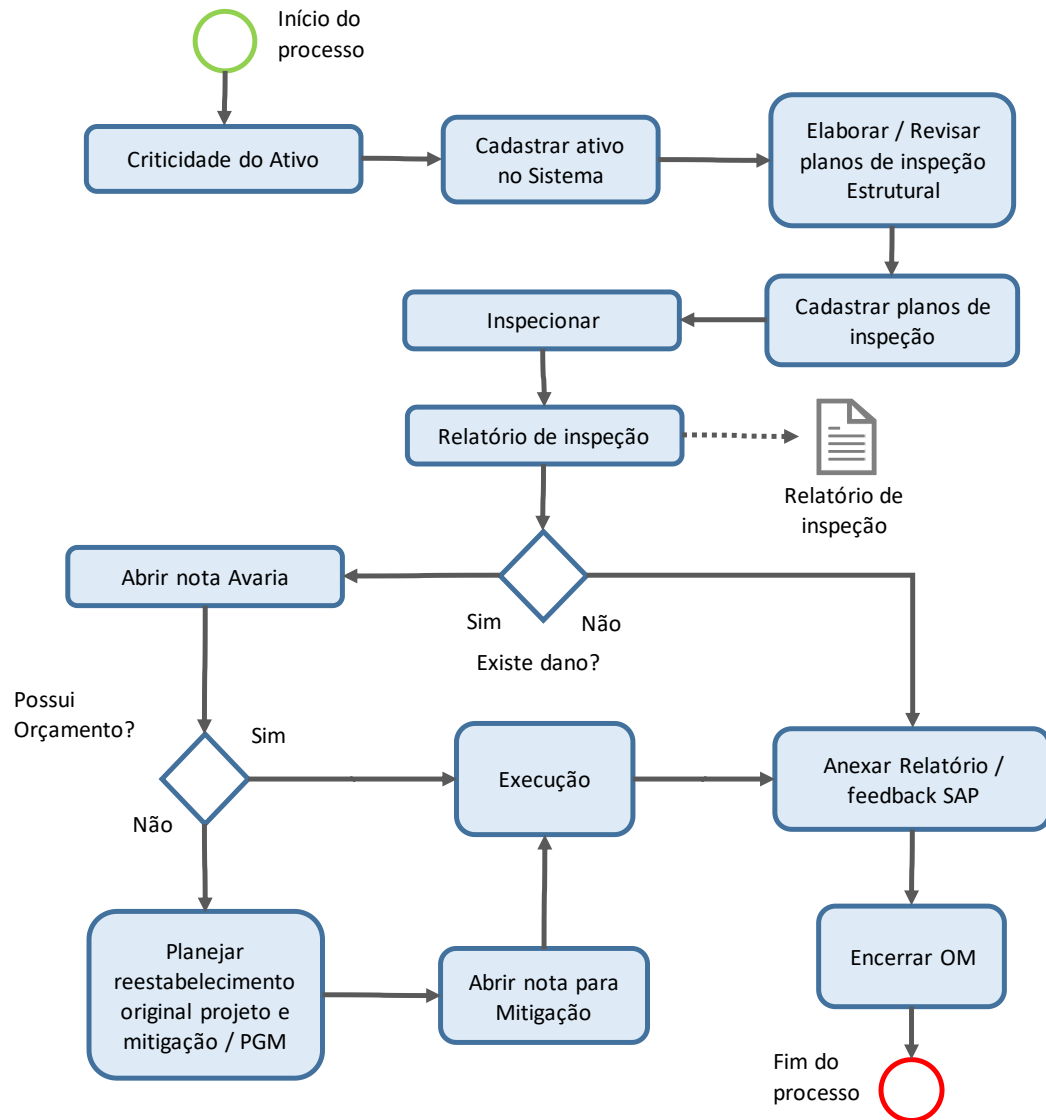 Início do
processo
Criticidade do Ativo
Cadastrar ativo
no Sistema
Elaborar / Revisar
planos de inspeção
Estrutural
Cadastrar planos de
inspeção
Inspecionar
Relatório de inspeção
Relatório de
inspeção
Abrir nota Avaria
Sim
Não
Existe dano?
Possui
Orçamento?
Sim
Não
Execução
Anexar Relatório /
feedback SAP
Planejar
reestabelecimento
original projeto e
mitigação / PGM
Abrir nota para
Mitigação
Encerrar OM
Fim do
processo